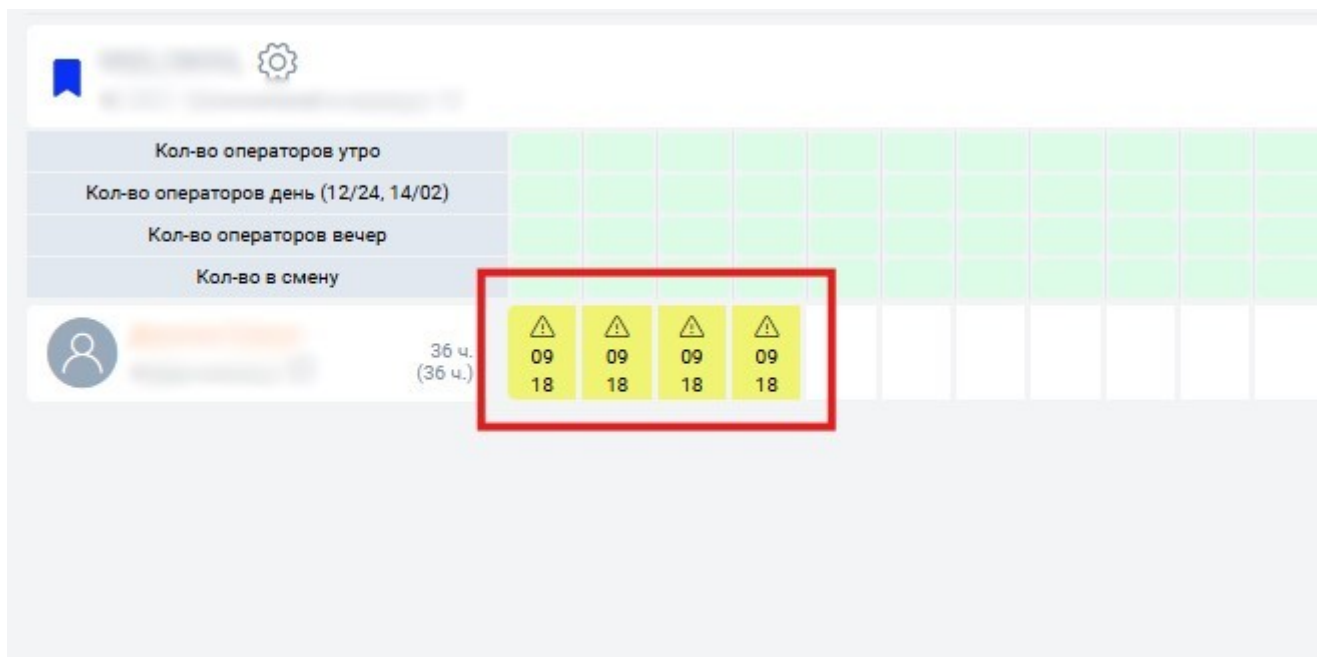 Кол-во операторов утро
Кол-во операторов день (12/24, 14/02)
Кол-во операторов вечер
Кол-во в смену
36 ч.
(36 ч.)
09 09 09 09
18 18 18 18